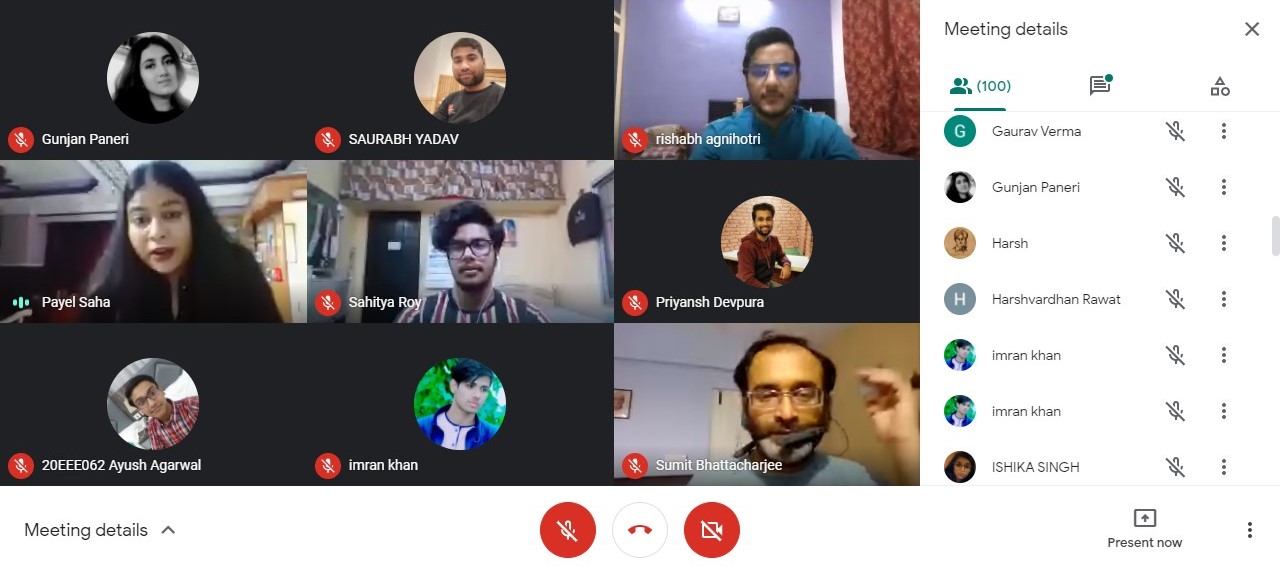 Gunjan Paneri
SAURABH YADAV
rishabh agnihotri
Payel Saha
Sahitya Roy
Priyansh Devpura
20EEE062 Ayush Agarwal
imran khan
Sumit Bhattacharjee
Meeting details
(100)
G Gaurav Verma
Gunjan Paneri
Harsh
H Harshvardhan Rawat
imran khan
imran khan
ISHIKA SINGH
Meeting details
Present now